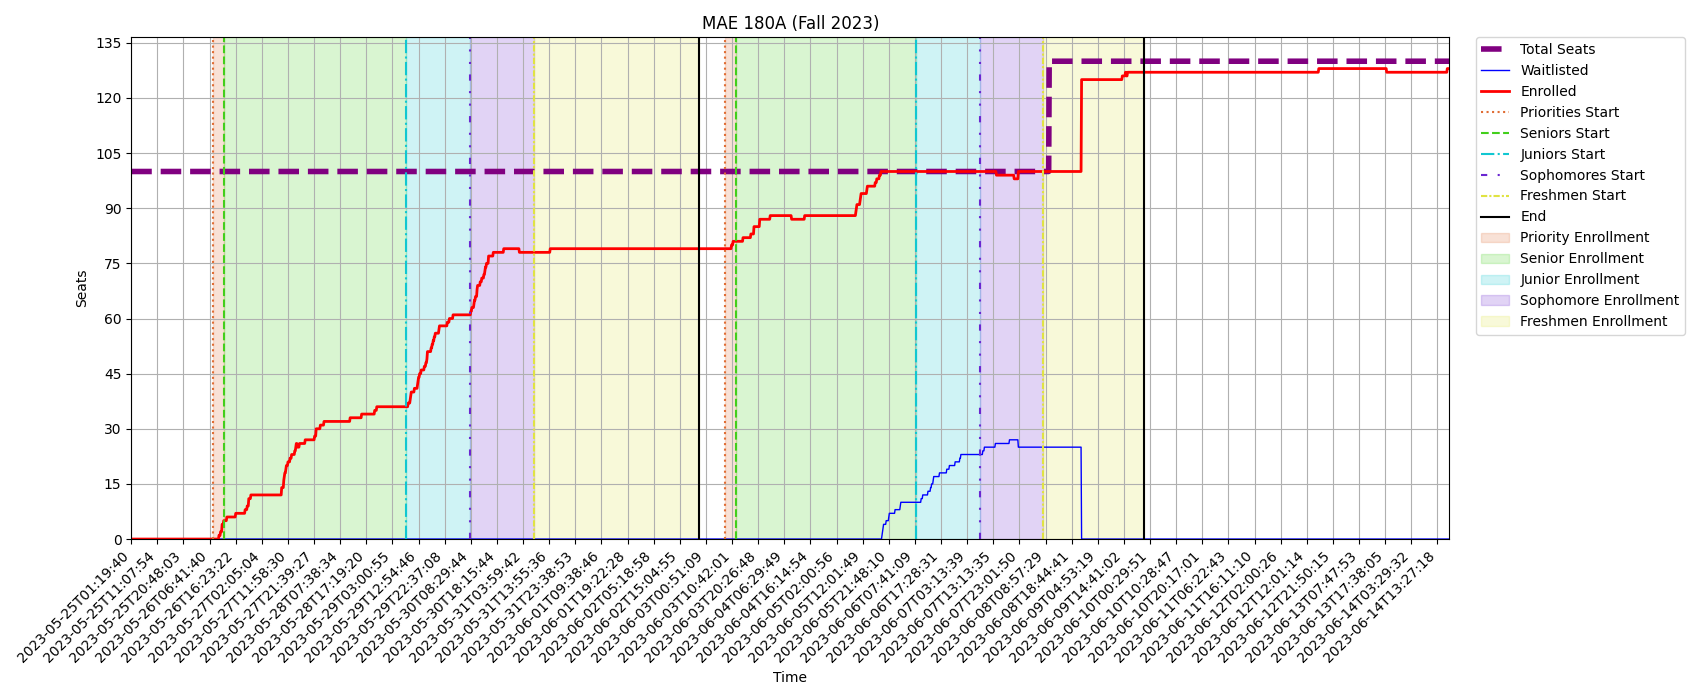 MAE 180A (Fall 2023)
Seats
135
120
105
90
75
60
45
30
15
0
2023-05-25T01:19:40
2023-05-25T11:07:54
2023-05-25T20:48:03
2023-05-26T06:41:40
2023-05-26T16:23:22
2023-05-27T02:05:04
2023-05-27T11:58:30
2023-05-27T21:39:27
2023-05-28T07:38:34
2023-05-28T17:19:20
2023-05-29T03:00:55
2023-05-29T12:54:46
2023-05-29T22:37:08
2023-05-30T08:29:44
2023-05-30T18:15:44
2023-05-31T03:59:42
2023-05-31T13:55:36
2023-05-31T23:38:53
2023-06-01T09:38:46
2023-06-01T19:22:28
2023-06-02T05:18:58
2023-06-02T15:04:55
2023-06-03T00:51:09
2023-06-03T10:42:01
2023-06-03T20:26:48
2023-06-04T06:29:49
2023-06-04T16:14:54
2023-06-05T02:00:56
2023-06-05T12:01:49
2023-06-05T21:48:10
2023-06-06T07:41:09
2023-06-06T17:28:31
2023-06-07T03:13:39
2023-06-07T13:13:35
2023-06-07T23:01:50
2023-06-08T08:57:29
2023-06-08T18:44:41
2023-06-09T04:53:19
2023-06-09T14:41:02
2023-06-10T00:29:51
2023-06-10T10:28:47
2023-06-10T20:17:01
2023-06-11T06:22:43
2023-06-11T16:11:10
2023-06-12T02:00:26
2023-06-12T12:01:14
2023-06-12T21:50:15
2023-06-13T07:47:53
2023-06-13T17:38:05
2023-06-14T03:29:32
2023-06-14T13:27:18
Time
Total Seats
Waitlisted
Enrolled
Priorities Start
Seniors Start
Juniors Start
Sophomores Start
Freshmen Start
End
Priority Enrollment
Senior Enrollment
Junior Enrollment
Sophomore Enrollment
Freshmen Enrollment